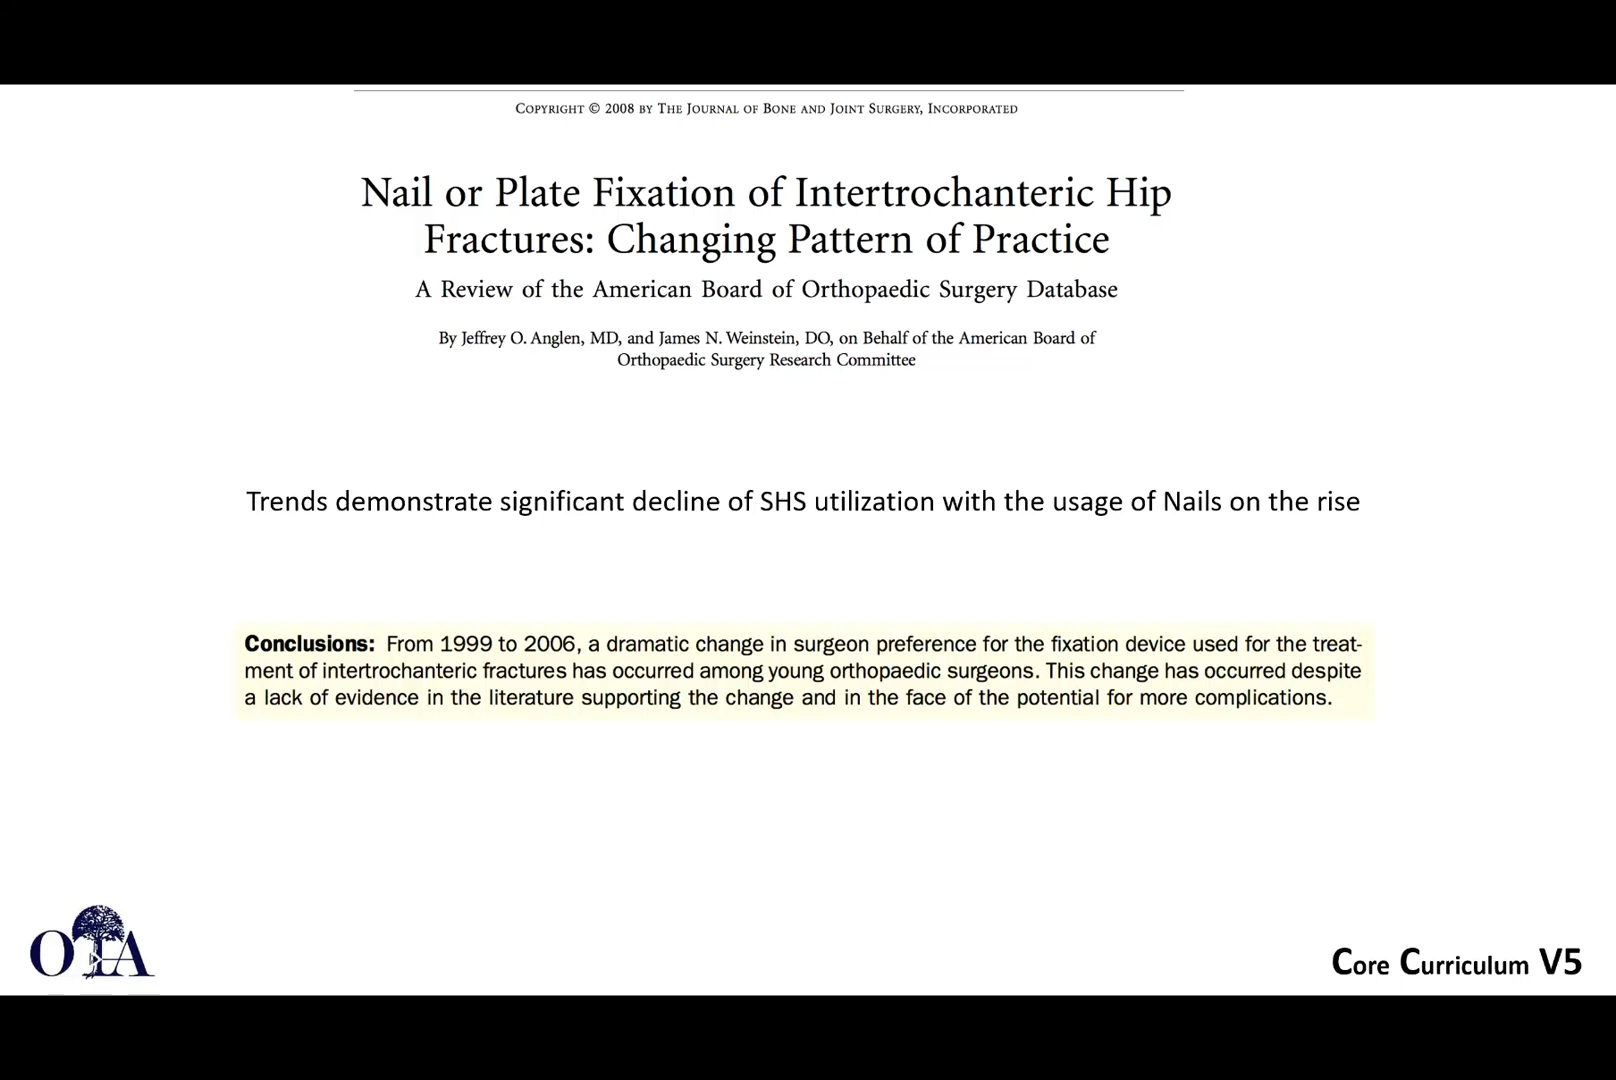 COPYRIGHT © 2008 BY THE JOURNAL OF BONE AND JOINT SURGERY, INCORPORATED
Nail or Plate Fixation of Intertrochanteric Hip
Fractures: Changing Pattern of Practice
A Review of the American Board of Orthopaedic Surgery Database
By Jeffrey O. Anglen, MD, and James N. Weinstein, DO, on Behalf of the American Board of
Orthopaedic Surgery Research Committee
Trends demonstrate significant decline of SHS utilization with the usage of Nails on the rise
Conclusions: From 1999 to 2006, a dramatic change in surgeon preference for the fixation device used for the treat-
ment of intertrochanteric fractures has occurred among young orthopaedic surgeons. This change has occurred despite
a lack of evidence in the literature supporting the change and in the face of the potential for more complications.
OTA
Core Curriculum V5